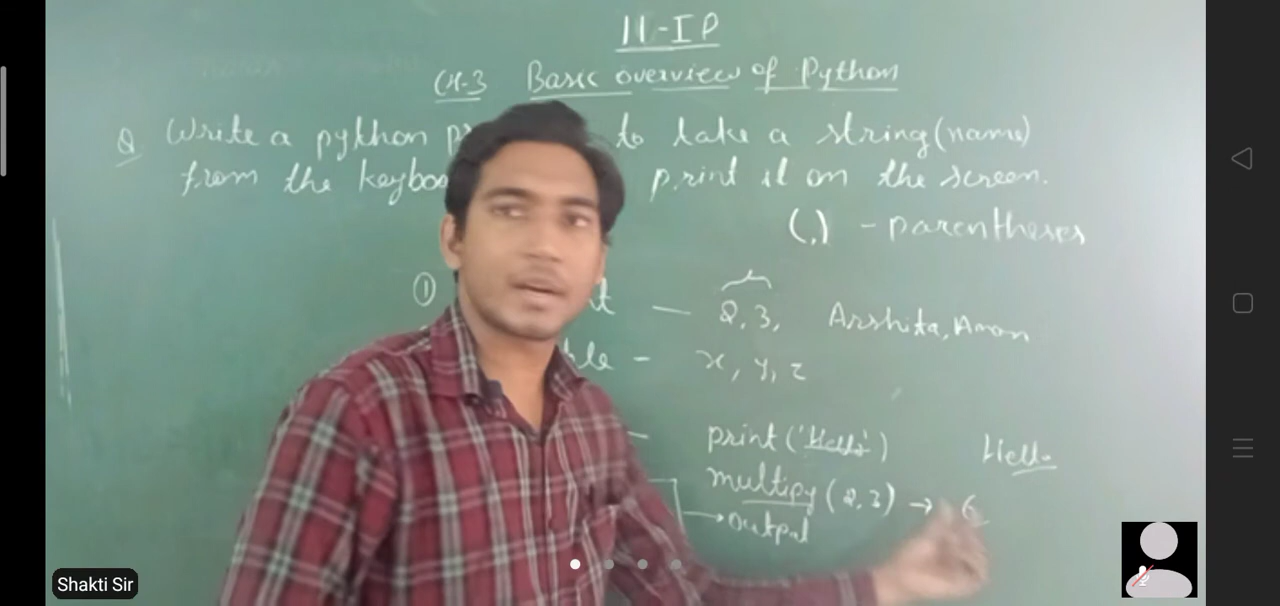 11-IP
CH-3 Basic overview of Python
Q. Write a python p to take a string(name)
from the keyboa print it on the screen.
(,) - parentheses
① t — 2, 3, Arshita, Aman
ble - x, y, z
— print('Hello') Hello
multipy (2,3) → 6
→ output
Shakti Sir